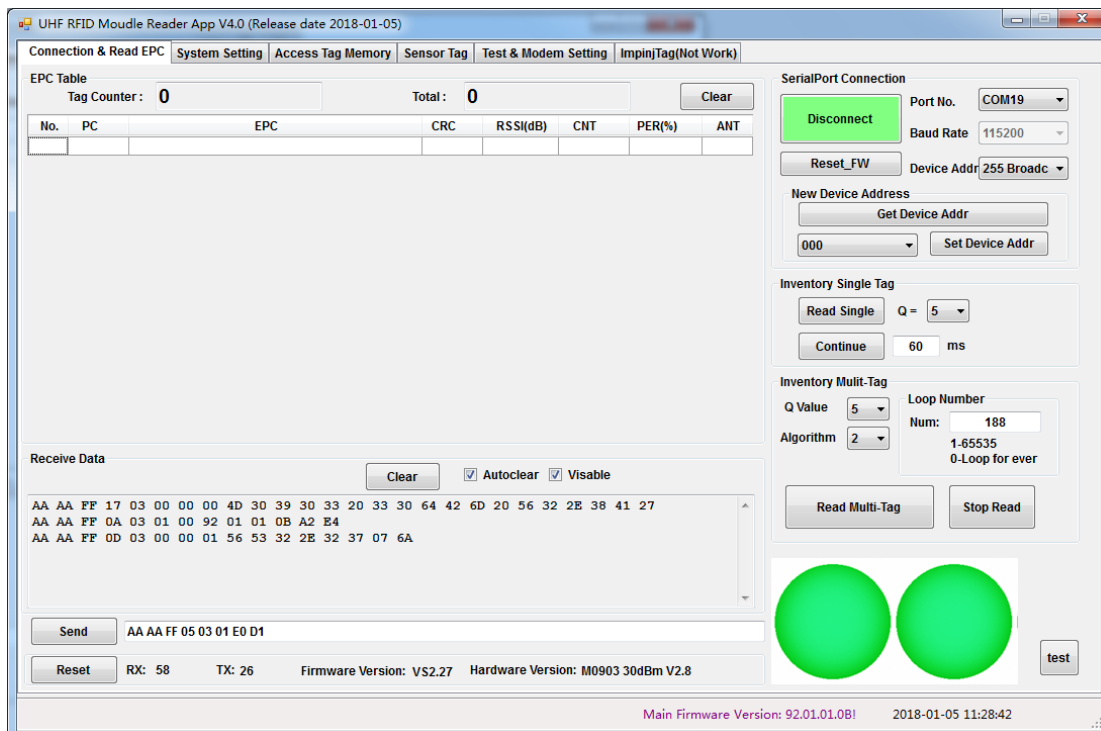 UHF RFID Moudle Reader App V4.0 (Release date 2018-01-05)
Connection & Read EPC System Setting Access Tag Memory Sensor Tag Test & Modem Setting ImpinjTag(Not Work)
EPC Table
Tag Counter : 0 Total : 0 Clear
No. PC EPC CRC RSSI(dB) CNT PER(%) ANT
Receive Data
Clear Autoclear Visable
AA AA FF 17 03 00 00 00 4D 30 39 30 33 20 33 30 64 42 6D 20 56 32 2E 38 41 27
AA AA FF 0A 03 01 00 92 01 01 0B A2 E4
AA AA FF 0D 03 00 00 01 56 53 32 2E 32 37 07 6A
Send AA AA FF 05 03 01 E0 D1
Reset RX: 58 TX: 26 Firmware Version: VS2.27 Hardware Version: M0903 30dBm V2.8
SerialPort Connection
Disconnect Port No. COM19
Baud Rate 115200
Reset_FW Device Addr 255 Broadc
New Device Address
Get Device Addr
000 Set Device Addr
Inventory Single Tag
Read Single Q = 5
Continue 60 ms
Inventory Mulit-Tag
Q Value 5
Algorithm 2
Loop Number
Num: 188
1-65535
0-Loop for ever
Read Multi-Tag Stop Read
test
Main Firmware Version: 92.01.01.0B! 2018-01-05 11:28:42